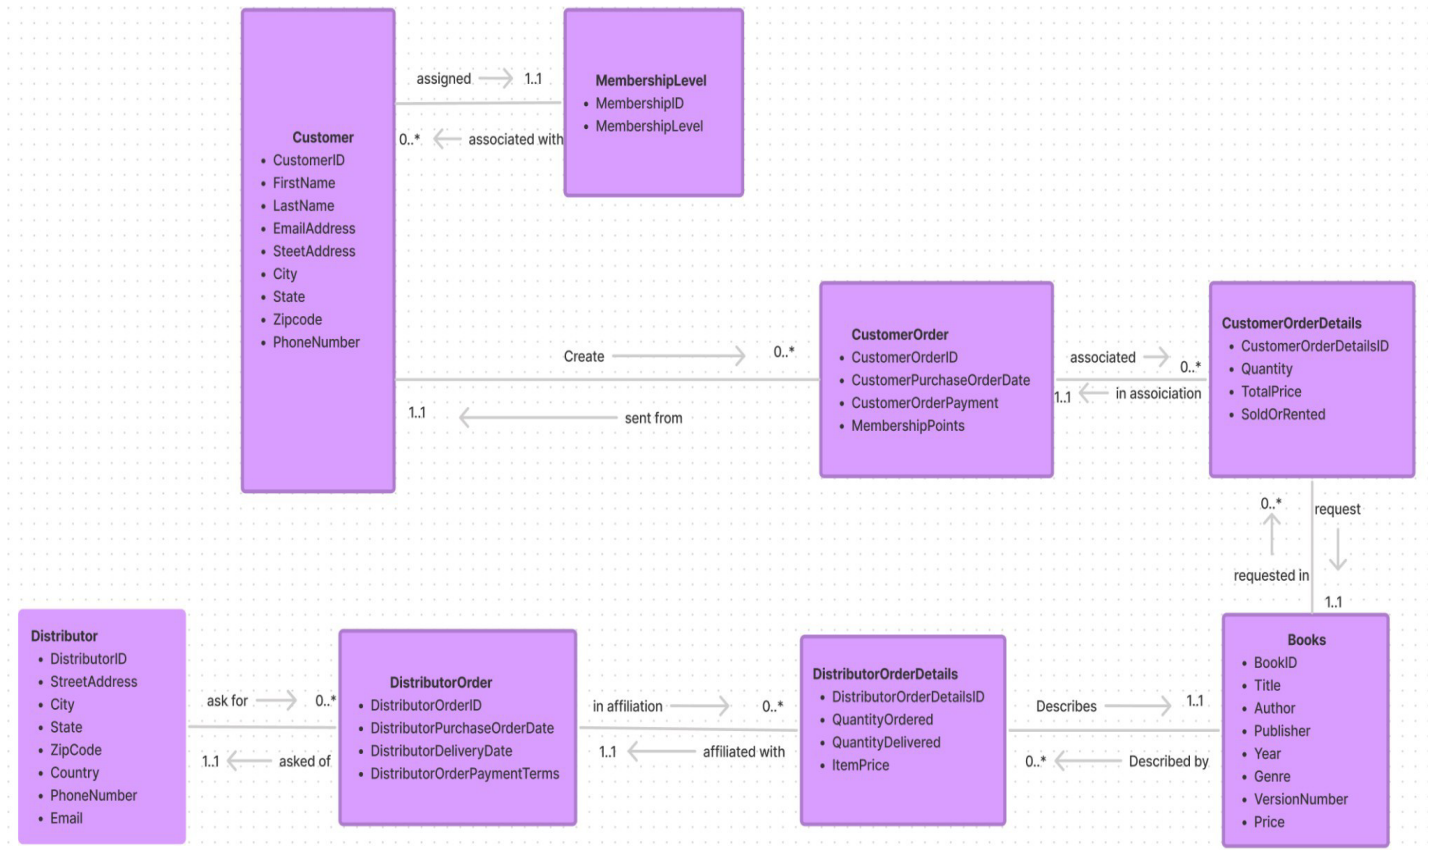 Customer
• CustomerID
• FirstName
• LastName
• EmailAddress
• SteetAddress
• City
• State
• Zipcode
• PhoneNumber
assigned
1..1
0..*
associated with
MembershipLevel
• MembershipID
• MembershipLevel
Create
0..*
1..1
sent from
CustomerOrder
• CustomerOrderID
• CustomerPurchaseOrderDate
• CustomerOrderPayment
• MembershipPoints
associated
0..*
1..1
in assoiciation
CustomerOrderDetails
• CustomerOrderDetailsID
• Quantity
• TotalPrice
• SoldOrRented
0..*
request
requested in
1..1
Distributor
• DistributorID
• StreetAddress
• City
• State
• ZipCode
• Country
• PhoneNumber
• Email
ask for
0..*
1..1
asked of
DistributorOrder
• DistributorOrderID
• DistributorPurchaseOrderDate
• DistributorDeliveryDate
• DistributorOrderPaymentTerms
in affiliation
0..*
1..1
affiliated with
DistributorOrderDetails
• DistributorOrderDetailsID
• QuantityOrdered
• QuantityDelivered
• ItemPrice
Describes
1..1
0..*
Described by
Books
• BookID
• Title
• Author
• Publisher
• Year
• Genre
• VersionNumber
• Price